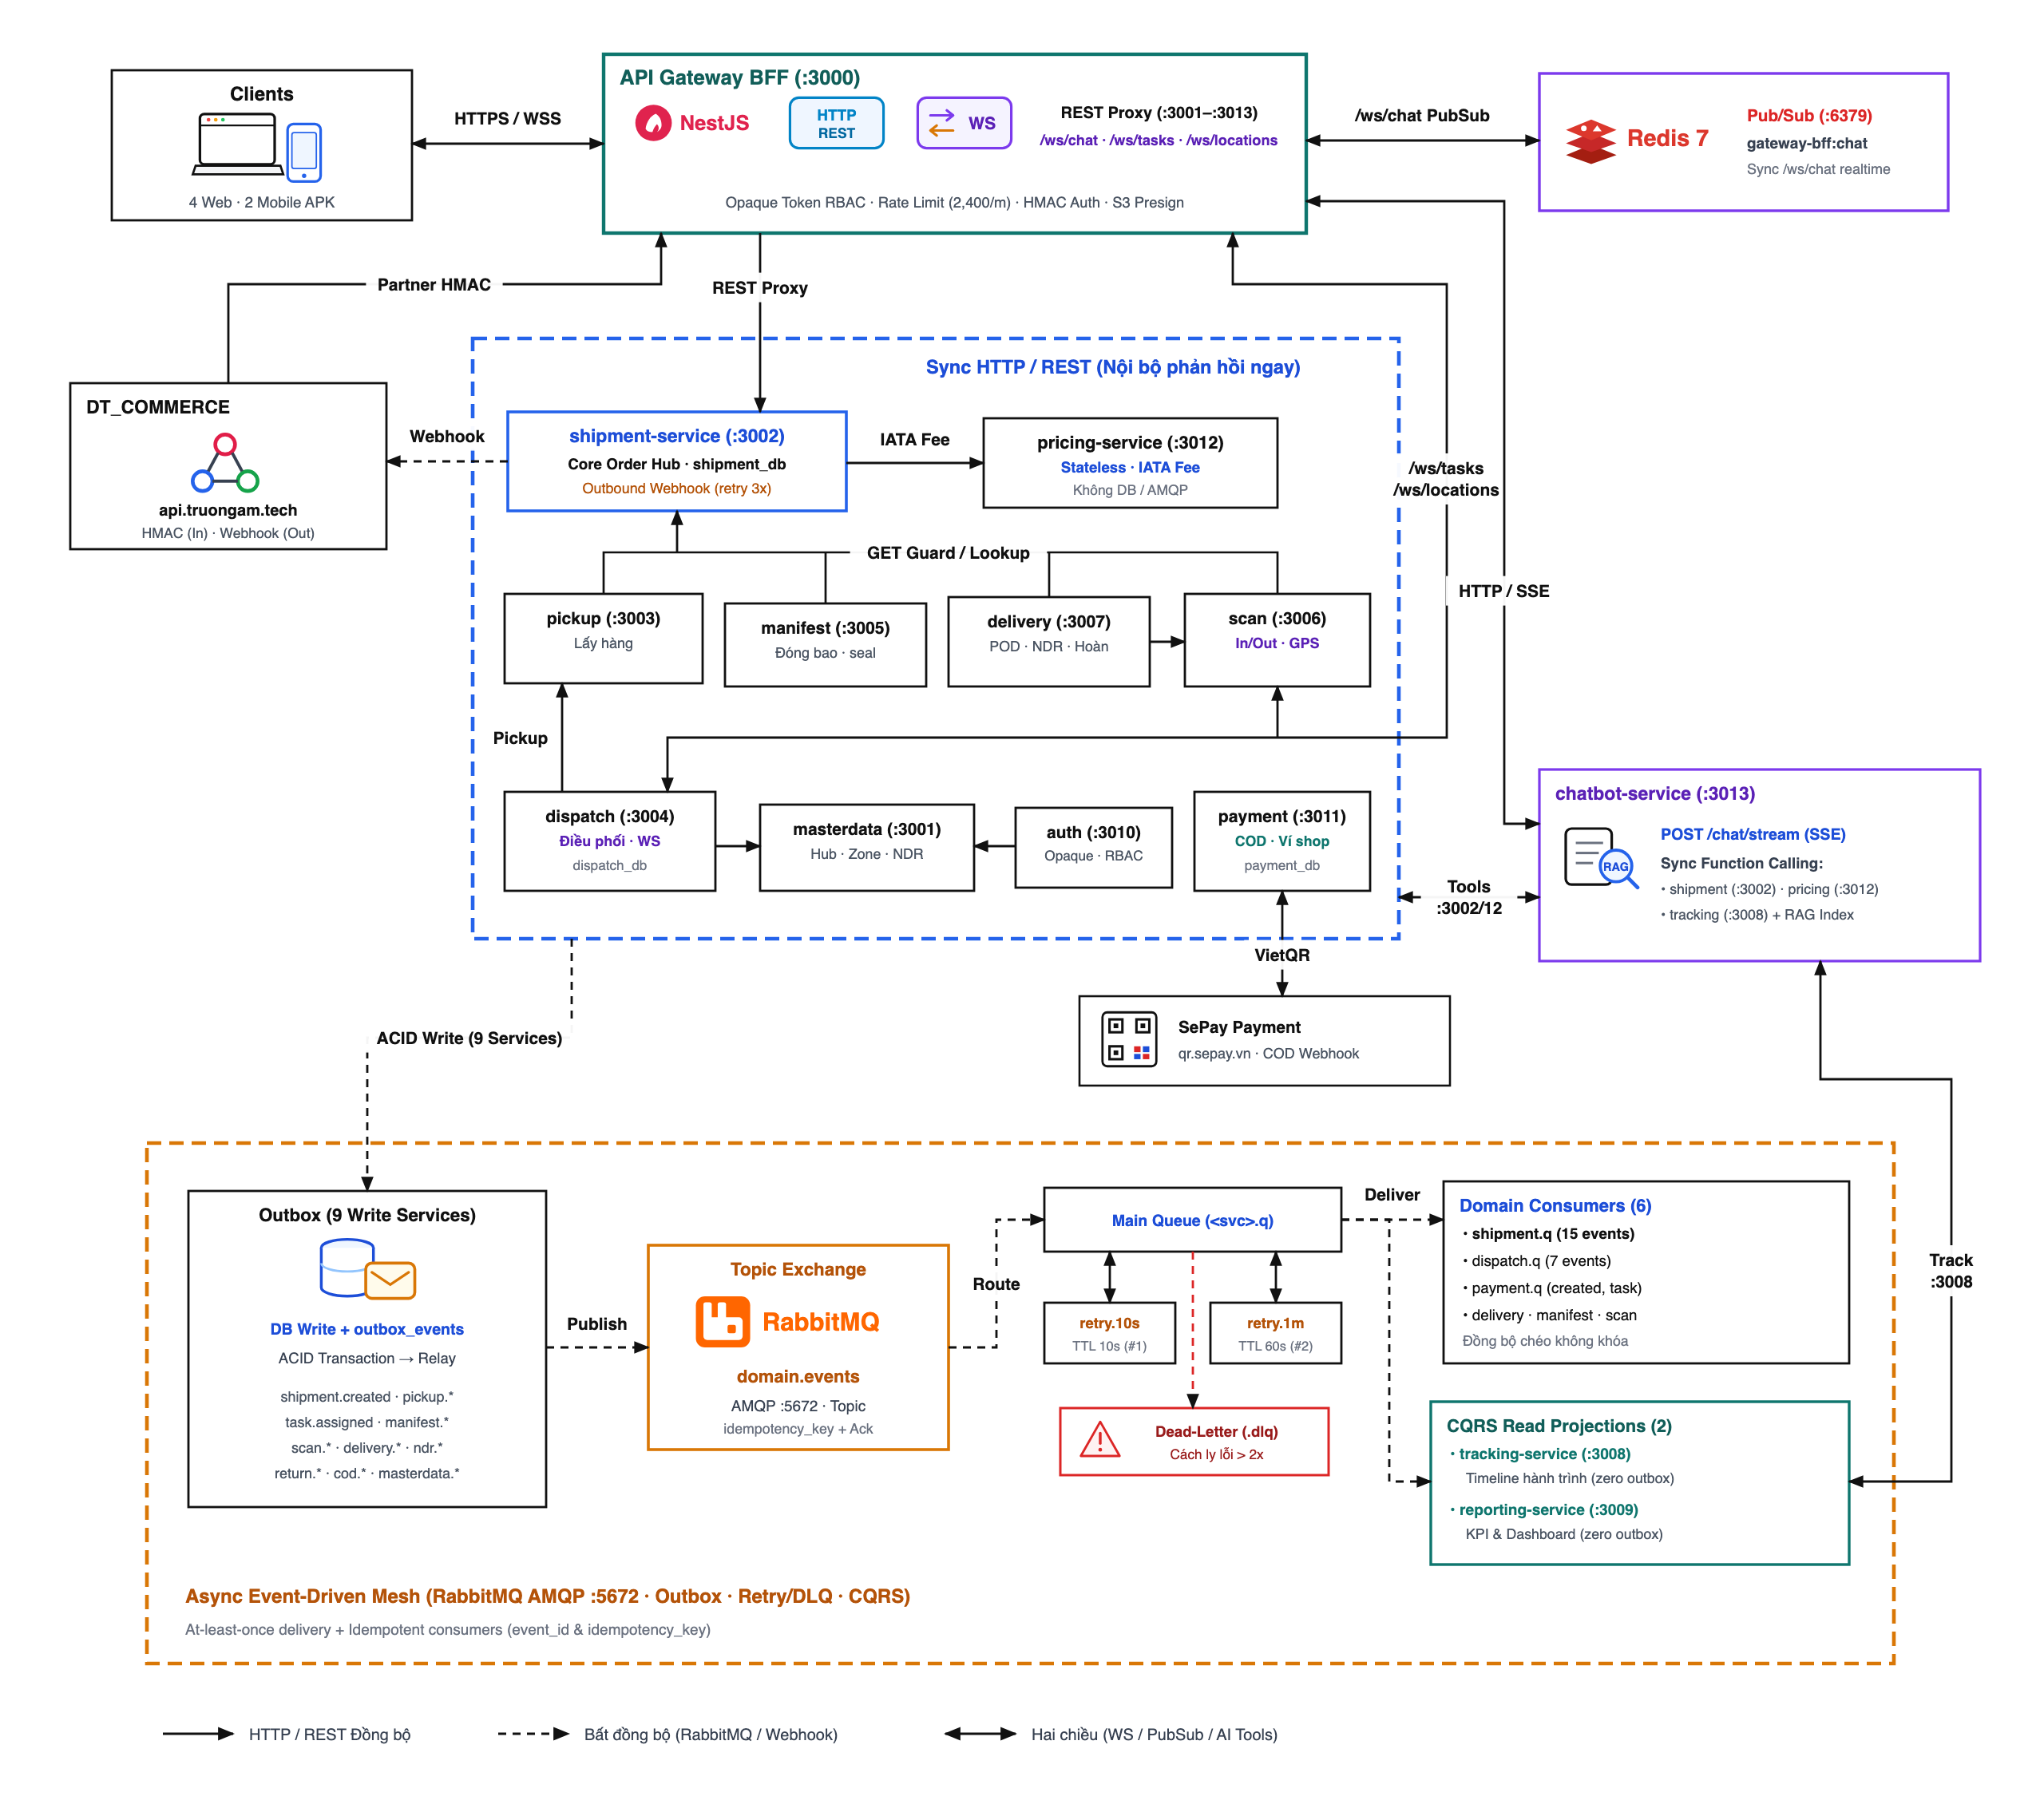 Clients
4 Web · 2 Mobile APK
HTTPS / WSS
API Gateway BFF (:3000)
NestJS
HTTP
REST
WS
REST Proxy (:3001–:3013)
/ws/chat · /ws/tasks · /ws/locations
Opaque Token RBAC · Rate Limit (2,400/m) · HMAC Auth · S3 Presign
/ws/chat PubSub
Redis 7
Pub/Sub (:6379)
gateway-bff:chat
Sync /ws/chat realtime
Partner HMAC
REST Proxy
DT_COMMERCE
api.truongam.tech
HMAC (In) · Webhook (Out)
Webhook
Sync HTTP / REST (Nội bộ phản hồi ngay)
shipment-service (:3002)
Core Order Hub · shipment_db
Outbound Webhook (retry 3x)
IATA Fee
pricing-service (:3012)
Stateless · IATA Fee
Không DB / AMQP
/ws/tasks
/ws/locations
GET Guard / Lookup
HTTP / SSE
pickup (:3003)
Lấy hàng
manifest (:3005)
Đóng bao · seal
delivery (:3007)
POD · NDR · Hoàn
scan (:3006)
In/Out · GPS
Pickup
dispatch (:3004)
Điều phối · WS
dispatch_db
masterdata (:3001)
Hub · Zone · NDR
auth (:3010)
Opaque · RBAC
payment (:3011)
COD · Ví shop
payment_db
chatbot-service (:3013)
RAG
POST /chat/stream (SSE)
Sync Function Calling:
• shipment (:3002) · pricing (:3012)
• tracking (:3008) + RAG Index
Tools
:3002/12
VietQR
SePay Payment
qr.sepay.vn · COD Webhook
ACID Write (9 Services)
Outbox (9 Write Services)
DB Write + outbox_events
ACID Transaction → Relay
shipment.created · pickup.*
task.assigned · manifest.*
scan.* · delivery.* · ndr.*
return.* · cod.* · masterdata.*
Publish
Topic Exchange
RabbitMQ
domain.events
AMQP :5672 · Topic
idempotency_key + Ack
Route
Main Queue (<svc>.q)
retry.10s
TTL 10s (#1)
retry.1m
TTL 60s (#2)
Dead-Letter (.dlq)
Cách ly lỗi > 2x
Deliver
Domain Consumers (6)
• shipment.q (15 events)
• dispatch.q (7 events)
• payment.q (created, task)
• delivery · manifest · scan
Đồng bộ chéo không khóa
Track
:3008
CQRS Read Projections (2)
• tracking-service (:3008)
Timeline hành trình (zero outbox)
• reporting-service (:3009)
KPI & Dashboard (zero outbox)
Async Event-Driven Mesh (RabbitMQ AMQP :5672 · Outbox · Retry/DLQ · CQRS)
At-least-once delivery + Idempotent consumers (event_id & idempotency_key)
HTTP / REST Đồng bộ
Bất đồng bộ (RabbitMQ / Webhook)
Hai chiều (WS / PubSub / AI Tools)